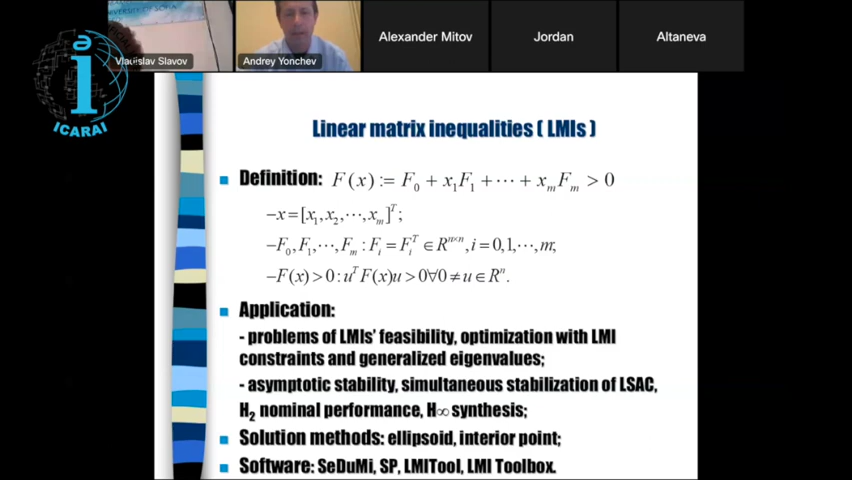 UNIVERSITY OF
Vladislav Slavov
Andrey Yonchev
Alexander Mitov
Jordan
Altaneva
ICARAI
Linear matrix inequalities ( LMIs )
Definition: F(x) := F₀ + x₁F₁ + ⋯ + xₘFₘ > 0
–x = [x₁, x₂, ⋯, xₘ]ᵀ;
–F₀, F₁, ⋯, Fₘ : Fᵢ = Fᵢᵀ ∈ Rⁿˣⁿ, i = 0,1, ⋯, m;
–F(x) > 0 : uᵀF(x)u > 0∀0 ≠ u ∈ Rⁿ.
Application:
- problems of LMIs’ feasibility, optimization with LMI
constraints and generalized eigenvalues;
- asymptotic stability, simultaneous stabilization of LSAC,
H₂ nominal performance, H∞ synthesis;
Solution methods: ellipsoid, interior point;
Software: SeDuMi, SP, LMITool, LMI Toolbox.